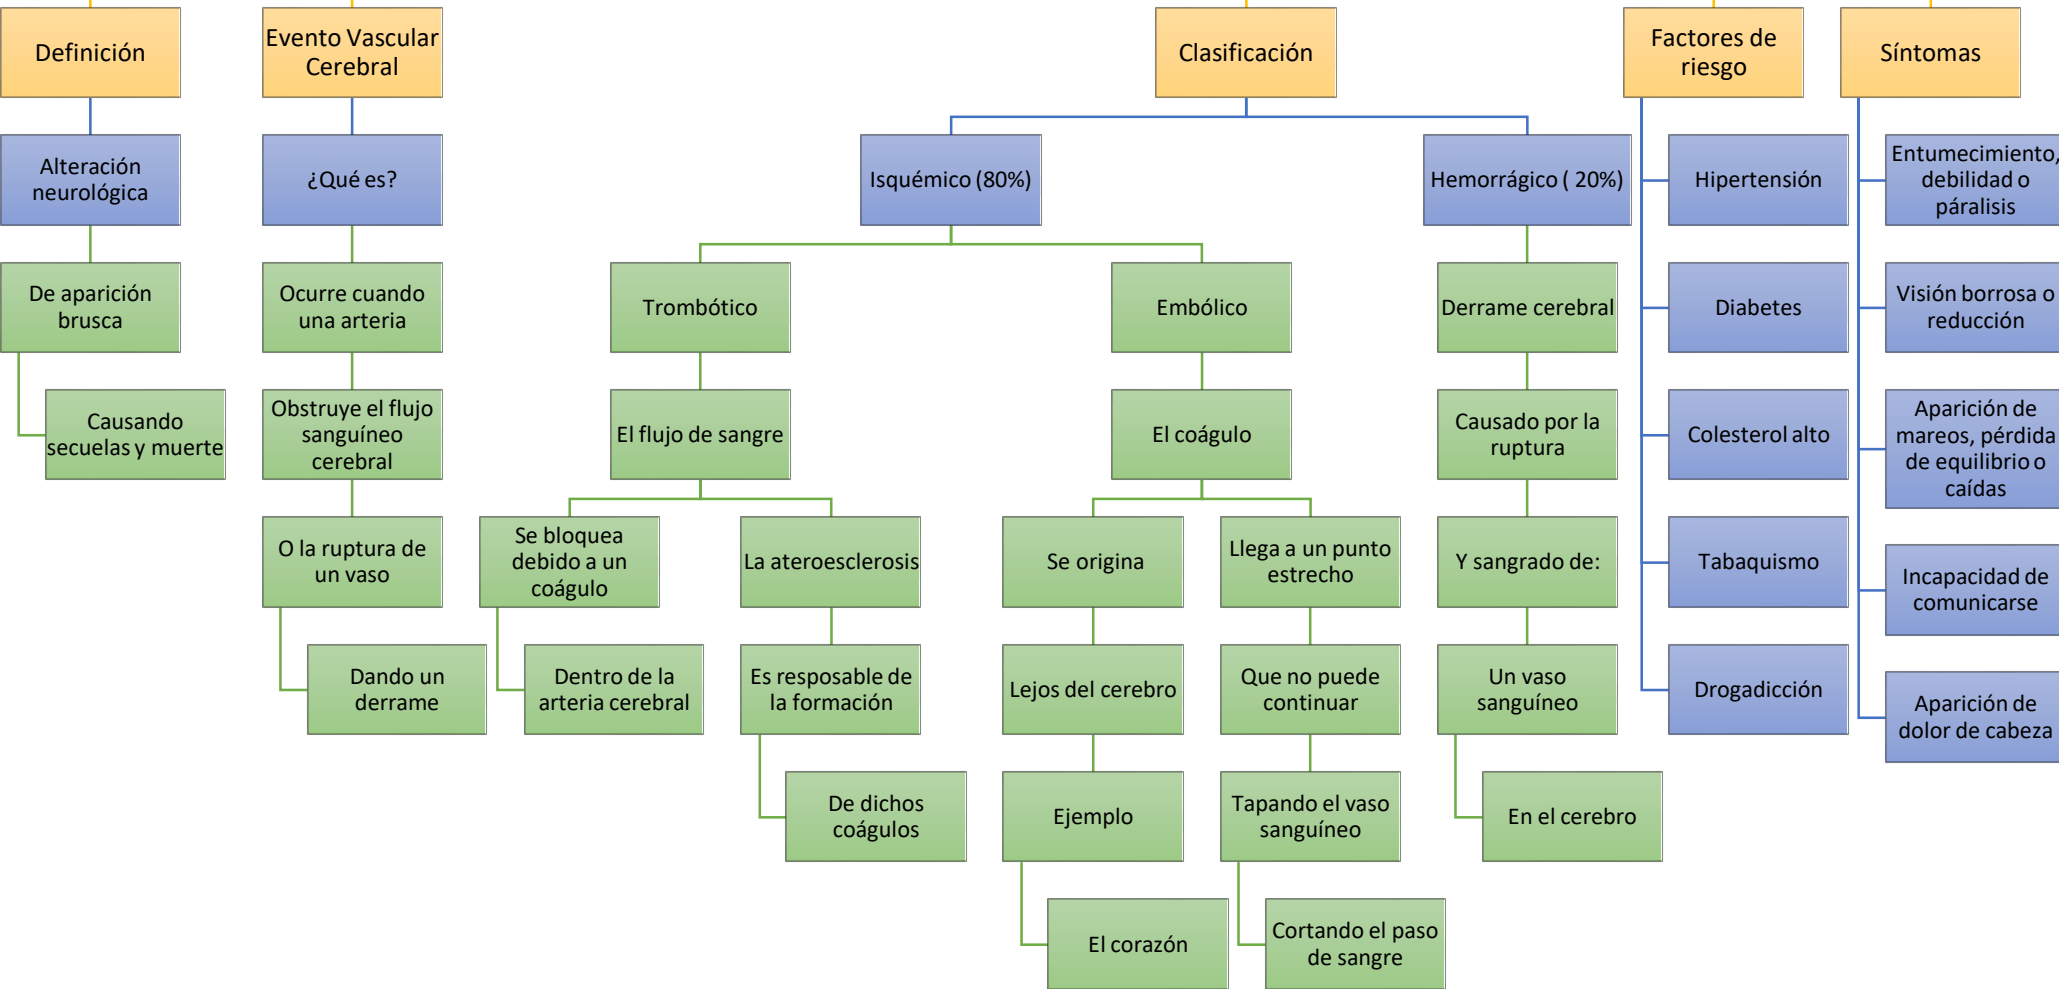 Definición
Evento Vascular
Cerebral
Clasificación
Factores de
riesgo
Síntomas
Alteración
neurológica
¿Qué es?
Isquémico (80%)
Hemorrágico ( 20%)
Hipertensión
Entumecimiento,
debilidad o
páralisis
De aparición
brusca
Ocurre cuando
una arteria
Trombótico
Embólico
Derrame cerebral
Diabetes
Visión borrosa o
reducción
Causando
secuelas y muerte
Obstruye el flujo
sanguíneo
cerebral
El flujo de sangre
El coágulo
Causado por la
ruptura
Colesterol alto
Aparición de
mareos, pérdida
de equilibrio o
caídas
O la ruptura de
un vaso
Se bloquea
debido a un
coágulo
La ateroesclerosis
Se origina
Llega a un punto
estrecho
Y sangrado de:
Tabaquismo
Incapacidad de
comunicarse
Dando un
derrame
Dentro de la
arteria cerebral
Es resposable de
la formación
Lejos del cerebro
Que no puede
continuar
Un vaso
sanguíneo
Drogadicción
Aparición de
dolor de cabeza
De dichos
coágulos
Ejemplo
Tapando el vaso
sanguíneo
En el cerebro
El corazón
Cortando el paso
de sangre